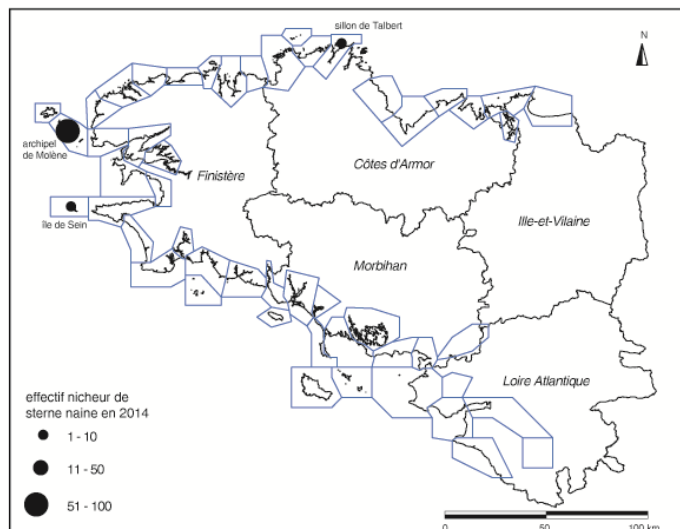 sillon de Talbert
N
archipel
de Molène
Finistère
Côtes d'Armor
île de Sein
Ille-et-Vilaine
Morbihan
Loire Atlantique
effectif nicheur de
sterne naine en 2014
1 - 10
11 - 50
51 - 100
0 50 100 km